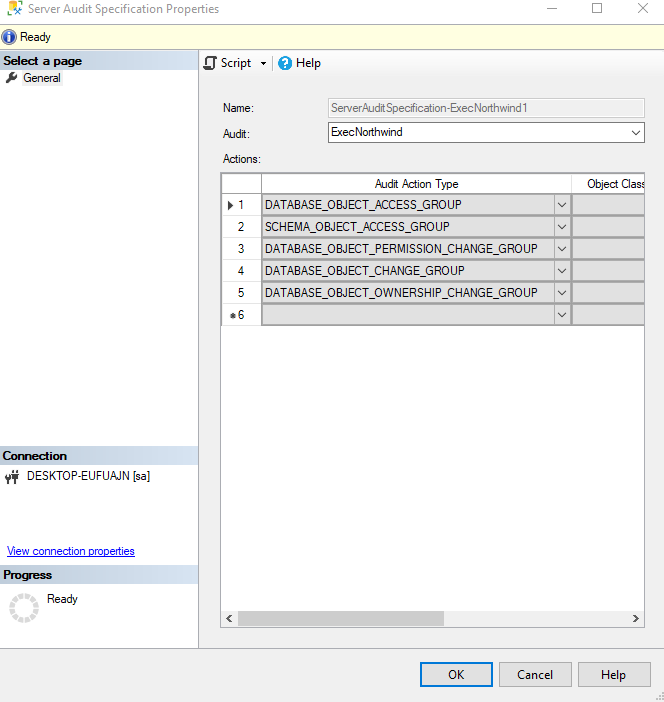 Server Audit Specification Properties
Ready
Select a page
General
Script
Help
Name:
ServerAuditSpecification-ExecNorthwind1
Audit:
ExecNorthwind
Actions:
Audit Action Type
Object Class
1
DATABASE_OBJECT_ACCESS_GROUP
2
SCHEMA_OBJECT_ACCESS_GROUP
3
DATABASE_OBJECT_PERMISSION_CHANGE_GROUP
4
DATABASE_OBJECT_CHANGE_GROUP
5
DATABASE_OBJECT_OWNERSHIP_CHANGE_GROUP
6
Connection
DESKTOP-EUFUAJN [sa]
View connection properties
Progress
Ready
OK
Cancel
Help